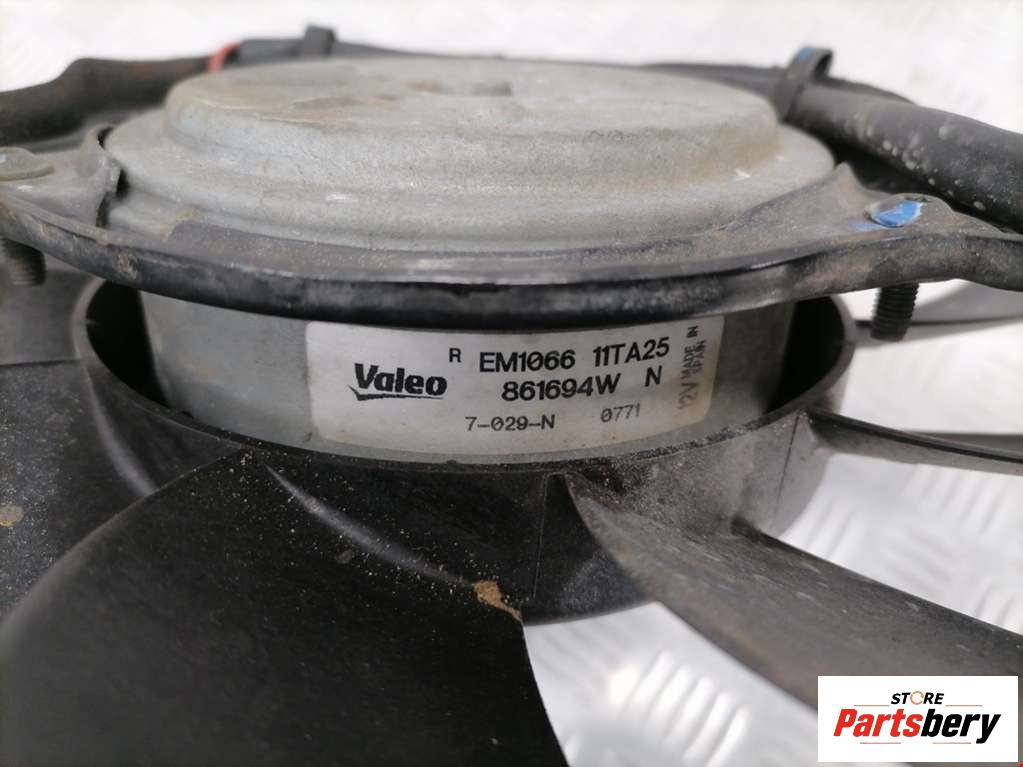 Valeo
R EM1066 11TA25
861694W N
7-029-N 0771
12V MADE IN
SPAIN
STORE
Partsbery